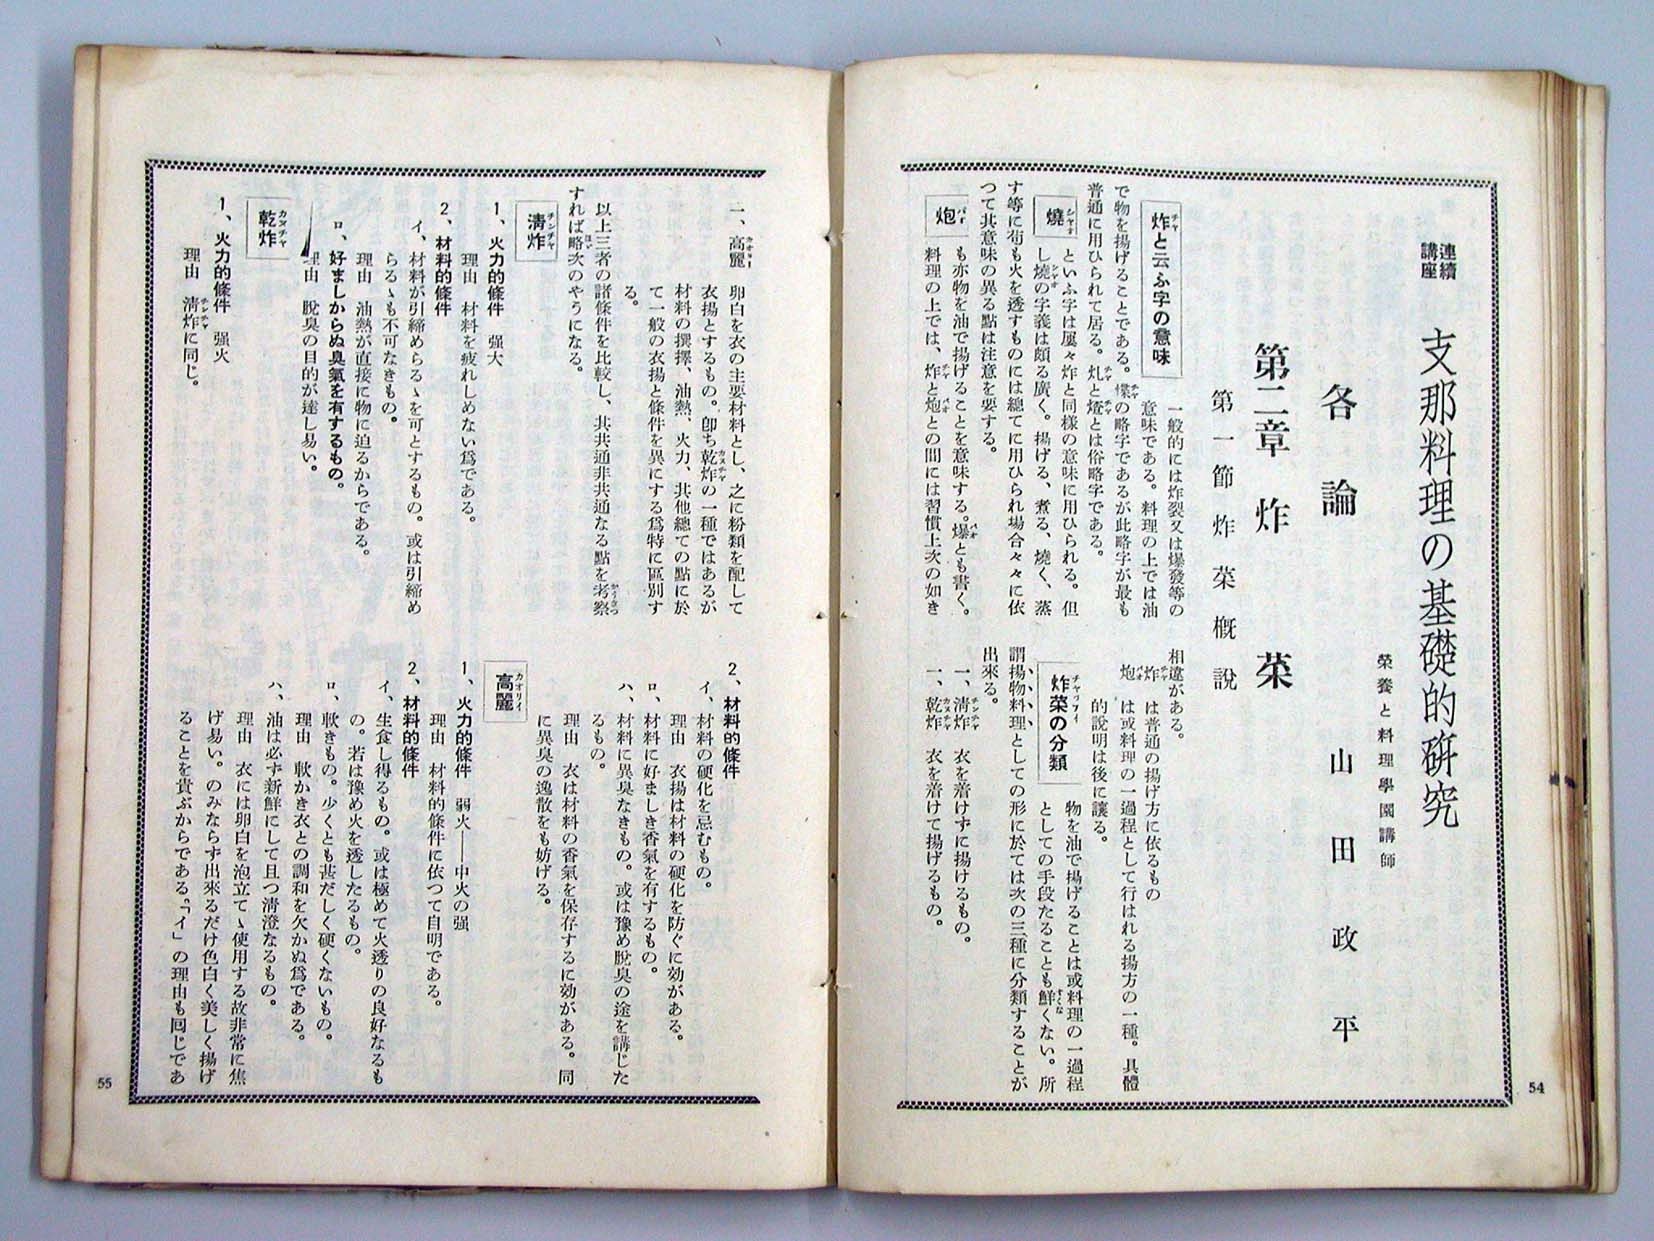 連續
講座
支那料理の基礎的硏究
榮養と料理學園講師
山田政平
各論
第二章 炸菜
第一節 炸菜槪說
炸と云ふ字の意味
一般的には炸裂又は爆發等の
意味である。料理の上では油
で物を揚げることである。の略字であるが此略字が最も
普通に用ひられて居る。とは俗略字である。
燒
といふ字は屢々炸と同樣の意味に用ひられる。但
し燒の字義は頗る廣く。揚げる、煮る、燒く、蒸
す等に苟も火を透すものには總てに用ひられ場合々々に依
つて其意味の異る點は注意を要する。
炮
も亦物を油で揚げることを意味する。爆とも書く。
料理の上では、炸と炮との間には習慣上次の如き
相違がある。
炸 は普通の揚げ方に依るもの
炮 は或料理の一過程として行はれる揚方の一種。具體
的說明は後に讓る。
炸菜の分類
物を油で揚げることは或料理の一過程
としての手段たることも鮮くない。所
謂揚物料理としての形に於ては次の三種に分類することが
出來る。
一、淸炸 衣を着けずに揚けるもの。
一、乾炸 衣を着けて揚げるもの。
54
一、高麗 卵白を衣の主要材料とし、之に粉類を配して
衣揚とするもの。卽ち乾炸の一種ではあるが
材料の撰擇、油熱、火力、其他總ての點に於
て一般の衣揚と條件を異にする爲特に區別す
る。
以上三者の諸條件を比較し、其共通非共通なる點を考察
すれば略次のやうになる。
淸炸
1、火力的條件 强火
理由 材料を疲れしめない爲である。
2、材料的條件
イ、材料が引締めらるゝを可とするもの。或は引締め
らるゝも不可なきもの。
理由 油熱が直接に物に迫るからである。
ロ、好ましからぬ臭氣を有するもの。
理由 脫臭の目的が達し易い。
乾炸
1、火力的條件 强火
理由 淸炸に同じ。
2、材料的條件
イ、材料の硬化を忌むもの。
理由 衣揚は材料の硬化を防ぐに効がある。
ロ、材料に好ましき香氣を有するもの。
ハ、材料に異臭なきもの。或は豫め脫臭の途を講じた
るもの。
理由 衣は材料の香氣を保存するに効がある。同
に異臭の逸散をも妨げる。
高麗
1、火力的條件 弱火――中火の强
理由 材料的條件に依つて自明である。
2、材料的條件
イ、生食し得るもの。或は極めて火透りの良好なるも
の。若は豫め火を透したるもの。
ロ、軟きもの。少くとも甚だしく硬くないもの。
理由 軟かき衣との調和を欠かぬ爲である。
ハ、油は必ず新鮮にして且つ淸澄なるもの。
理由 衣には卵白を泡立てゝ使用する故非常に焦
げ易い。のみならず出來るだけ色白く美しく揚げ
ることを貴ぶからである。「イ」の理由も同じであ
55